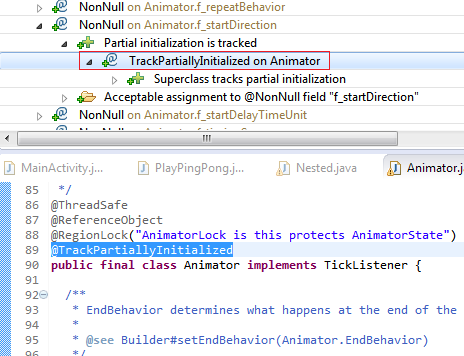 NonNull on Animator.f_repeatBehavior
NonNull on Animator.f_startDirection
Partial initialization is tracked
TrackPartiallyInitialized on Animator
Superclass tracks partial initialization
Acceptable assignment to @NonNull field "f_startDirection"
NonNull on Animator.f_startDelayTimeUnit
MainActivity.j... PlayPingPong.j... Nested.java Animator.j
85 */
86 @ThreadSafe
87 @ReferenceObject
88 @RegionLock("AnimatorLock is this protects AnimatorState")
89 @TrackPartiallyInitialized
90 public final class Animator implements TickListener {
91
92 /**
93 * EndBehavior determines what happens at the end of the
94 *
95 * @see Builder#setEndBehavior(Animator.EndBehavior)
96 */